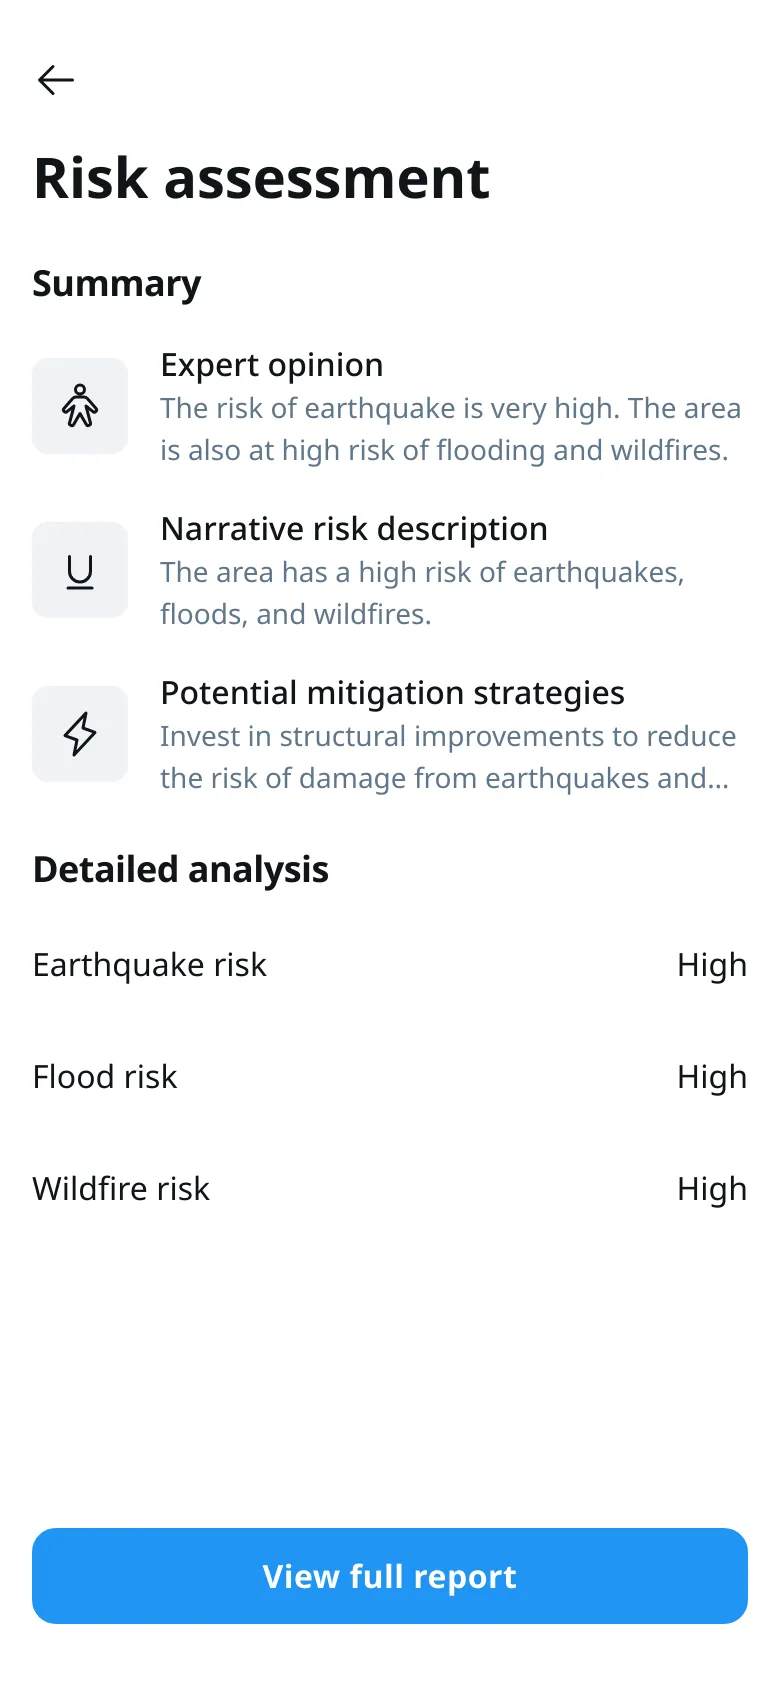 Risk assessment
Summary
Expert opinion
The risk of earthquake is very high. The area
is also at high risk of flooding and wildfires.
Narrative risk description
The area has a high risk of earthquakes,
floods, and wildfires.
Potential mitigation strategies
Invest in structural improvements to reduce
the risk of damage from earthquakes and...
Detailed analysis
Earthquake risk High
Flood risk High
Wildfire risk High
View full report